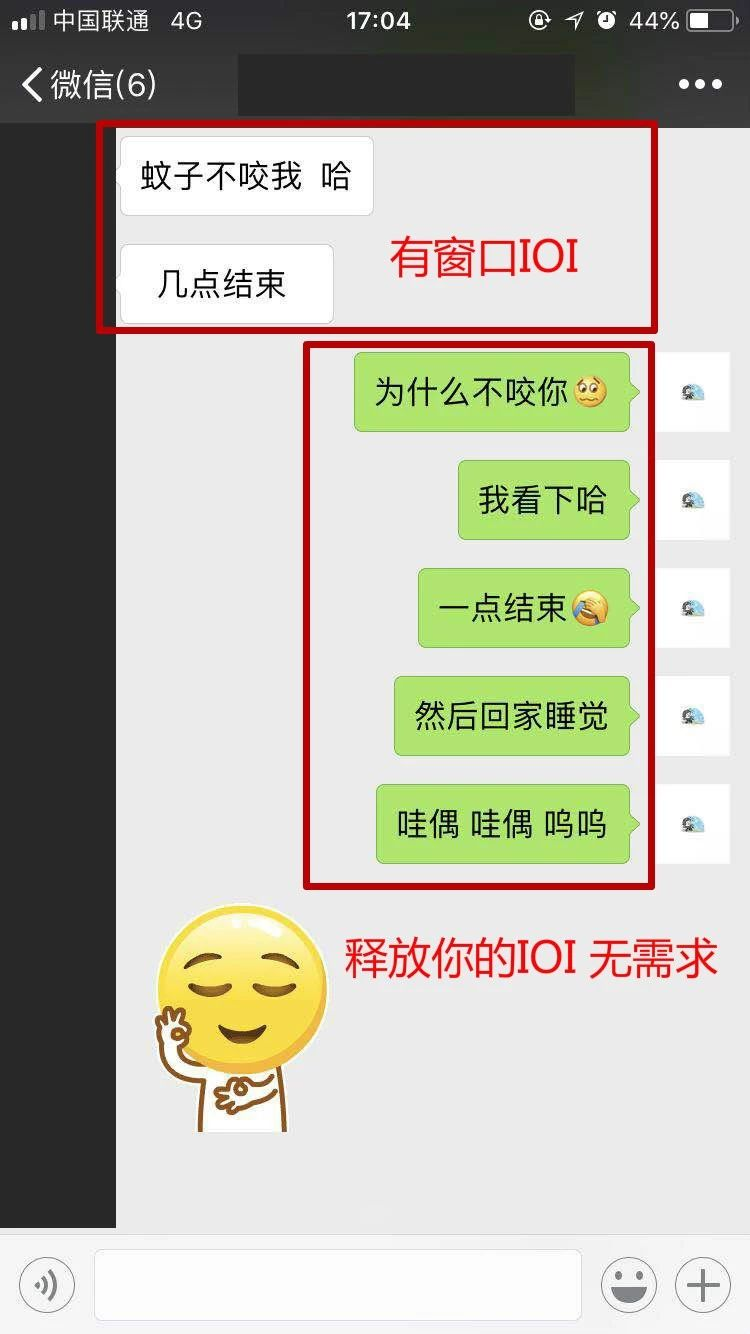 中国联通 4G 17:04 44%
微信(6)
蚊子不咬我 哈
几点结束
有窗口IOI
为什么不咬你
我看下哈
一点结束
然后回家睡觉
哇偶 哇偶 呜呜
释放你的IOI 无需求